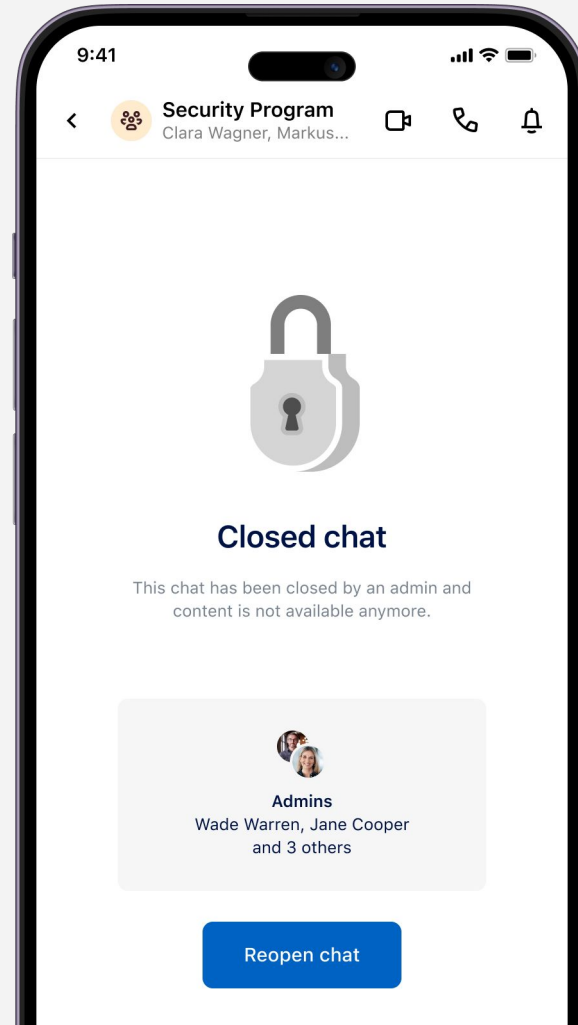 9:41
Security Program
Clara Wagner, Markus...
Closed chat
This chat has been closed by an admin and
content is not available anymore.
Admins
Wade Warren, Jane Cooper
and 3 others
Reopen chat